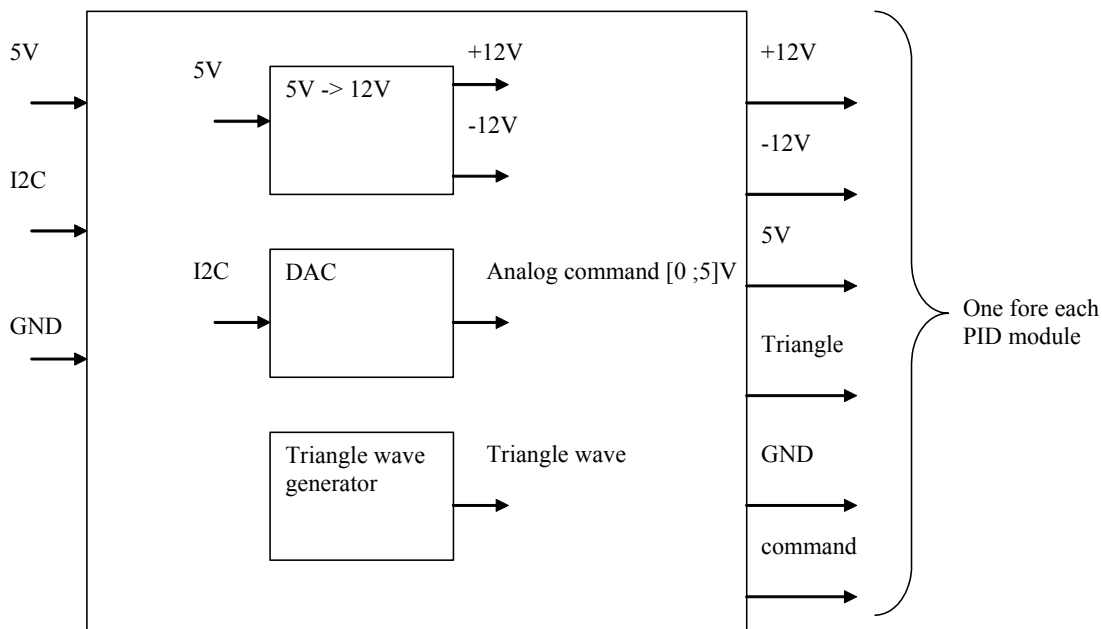 5V
I2C
GND
5V
5V -> 12V
+12V
-12V
I2C
DAC
Analog command [0 ;5]V
Triangle wave
generator
Triangle wave
+12V
-12V
5V
Triangle
GND
command
One fore each
PID module